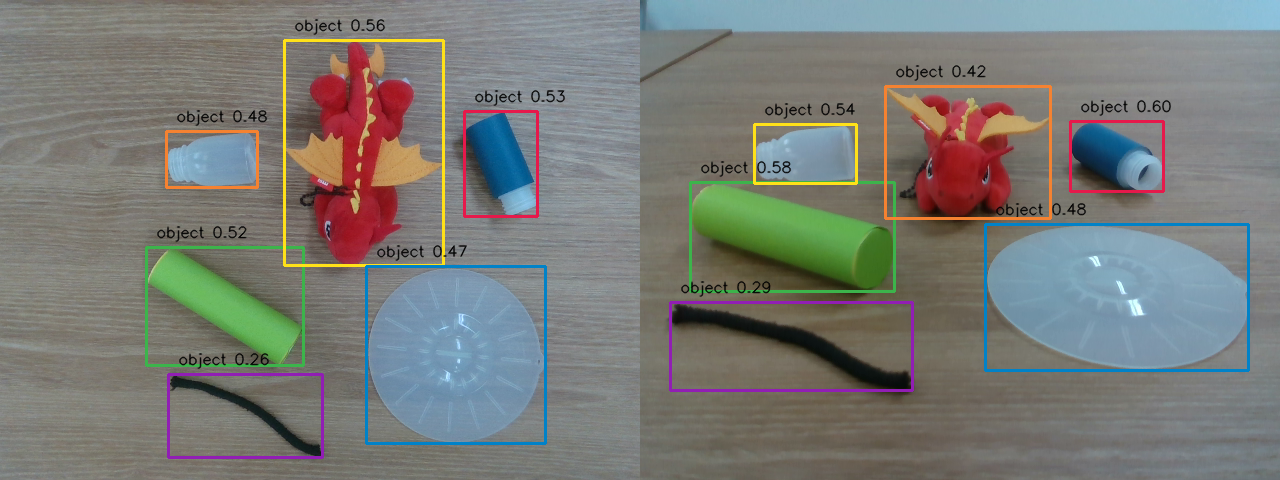 object 0.56
object 0.53
object 0.48
object 0.52
object 0.47
object 0.26
object 0.42
object 0.54
object 0.60
object 0.58
object 0.48
object 0.29